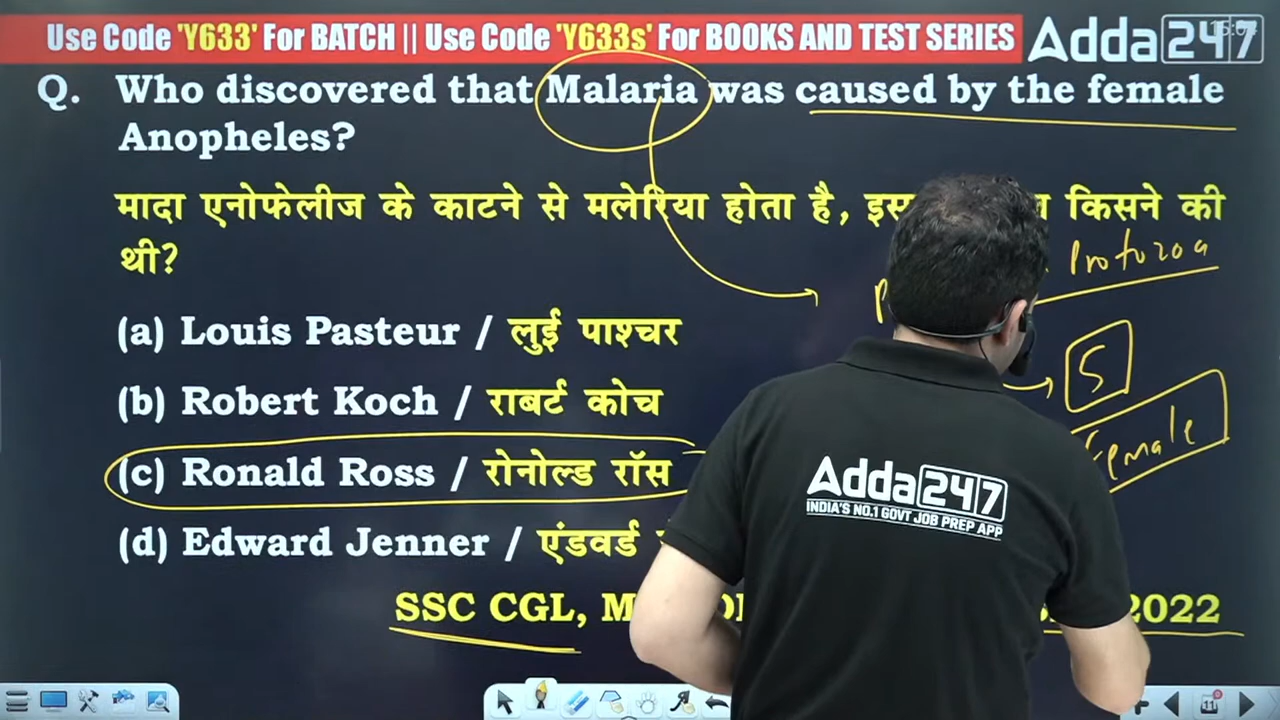 Use Code 'Y633' For BATCH || Use Code 'Y633s' For BOOKS AND TEST SERIES
Adda247
Q. Who discovered that Malaria was caused by the female
Anopheles?
मादा एनोफेलीज के काटने से मलेरिया होता है, किसने की
थी?
Protozoa
(a) Louis Pasteur / लुई पाश्चर
5
(b) Robert Koch / राबर्ट कोच
Female
(c) Ronald Ross / रोनोल्ड रॉस
(d) Edward Jenner / एंडवर्ड
SSC CGL, 2022
Adda247
INDIA'S NO.1 GOVT JOB PREP APP
11